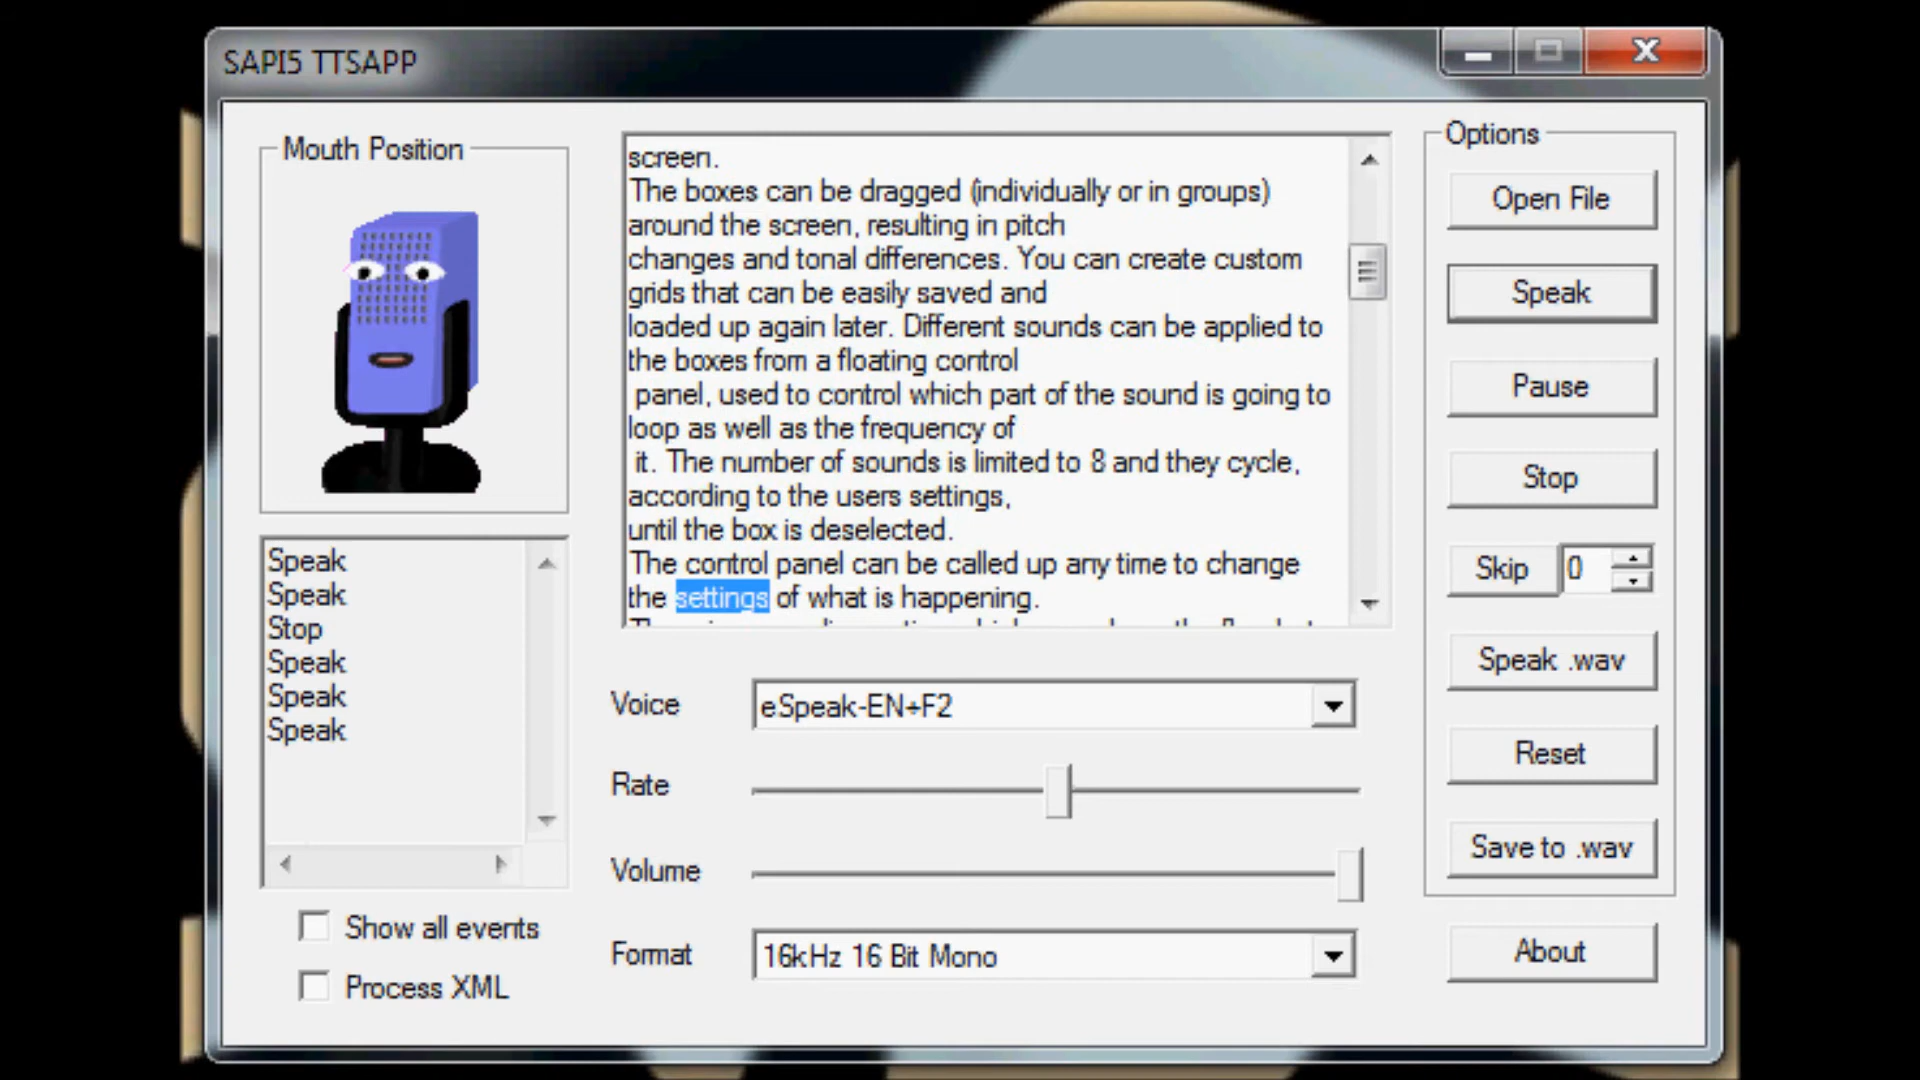 SAPI5 TTSAPP
Mouth Position
screen.
The boxes can be dragged (individually or in groups)
around the screen, resulting in pitch
changes and tonal differences. You can create custom
grids that can be easily saved and
loaded up again later. Different sounds can be applied to
the boxes from a floating control
panel, used to control which part of the sound is going to
loop as well as the frequency of
it. The number of sounds is limited to 8 and they cycle,
according to the users settings,
until the box is deselected.
The control panel can be called up any time to change
the settings of what is happening.
Options
Open File
Speak
Pause
Stop
Skip 0
Speak .wav
Reset
Save to .wav
About
Speak
Speak
Stop
Speak
Speak
Speak
Show all events
Process XML
Voice eSpeak-EN+F2
Rate
Volume
Format 16kHz 16 Bit Mono